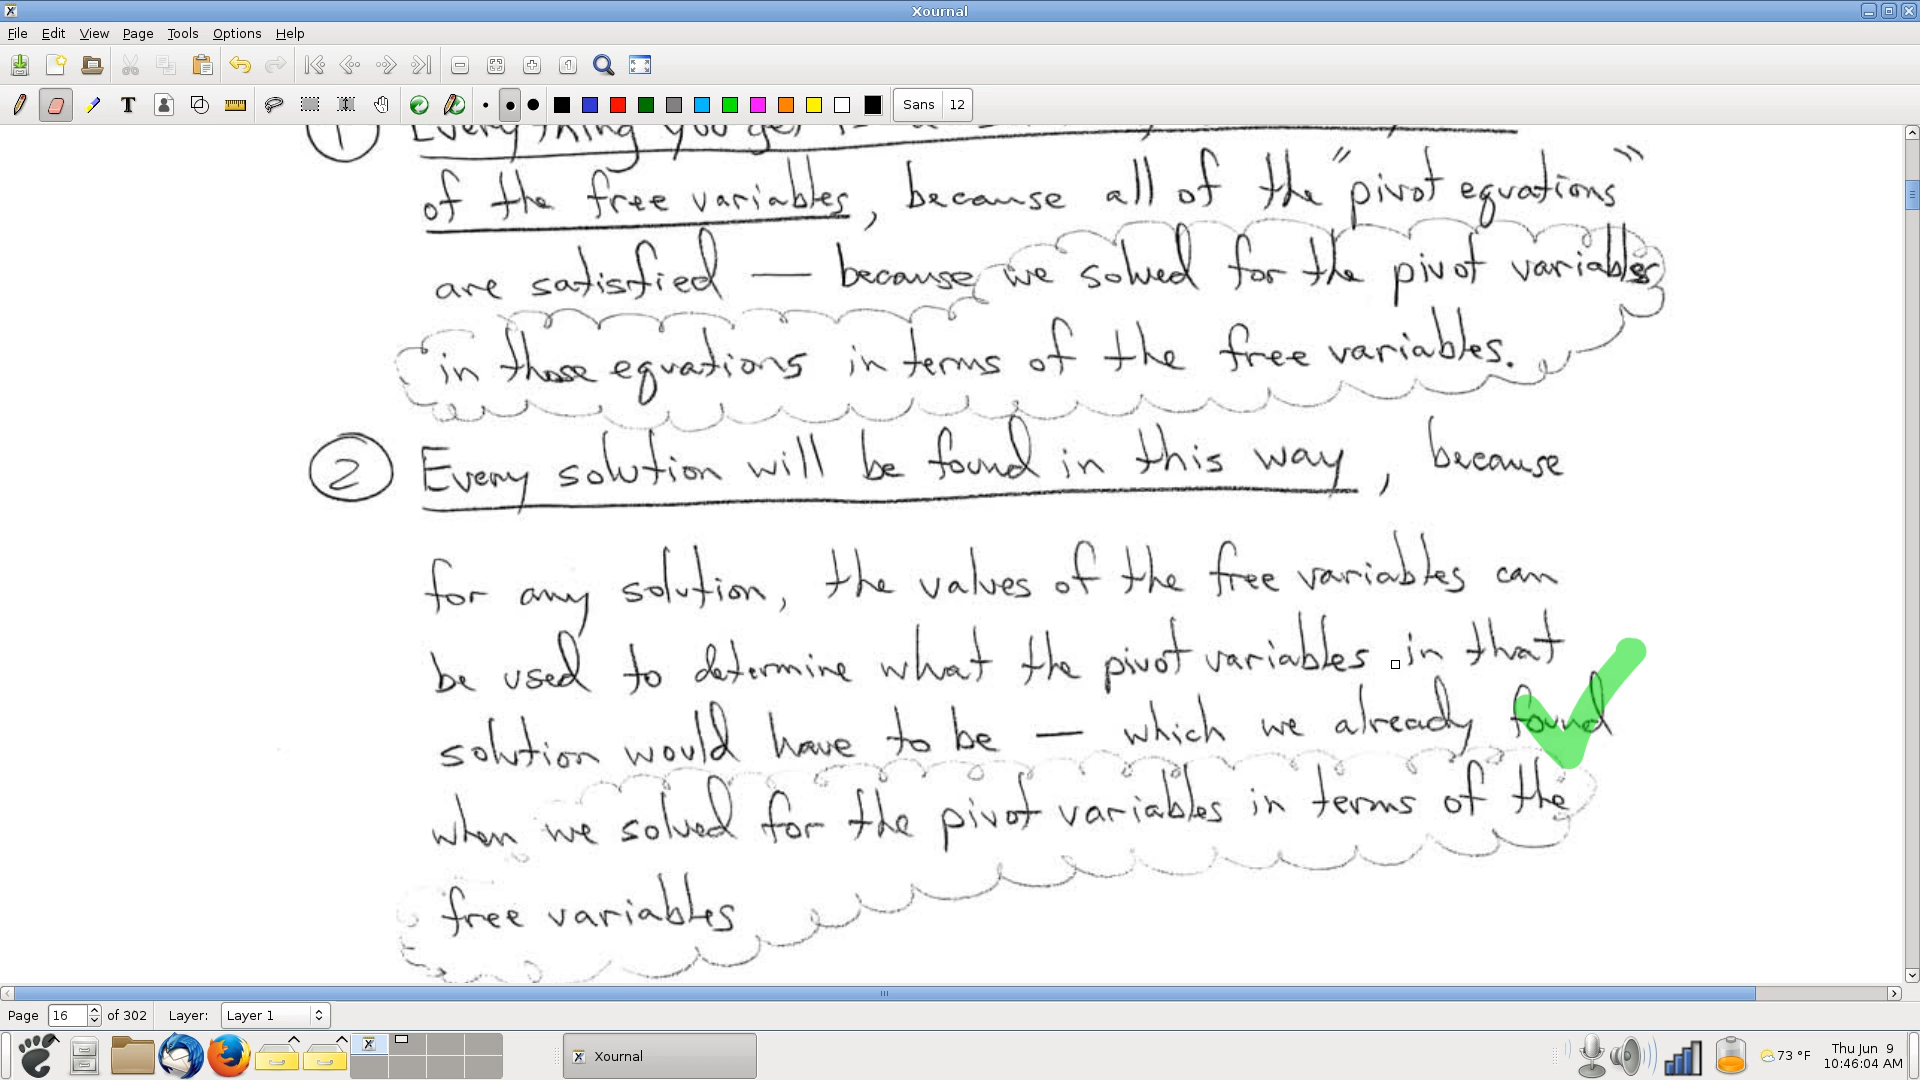 Xournal
File Edit View Page Tools Options Help
Sans 12
① Everything you get is a
of the free variables, because all of the "pivot equations"
are satisfied — because we solved for the pivot variables
in those equations in terms of the free variables.
② Every solution will be found in this way, because
for any solution, the values of the free variables can
be used to determine what the pivot variables in that
solution would have to be — which we already found
when we solved for the pivot variables in terms of the
free variables
Page 16 of 302 Layer: Layer 1
Xournal
73 °F
Thu Jun 9
10:46:04 AM